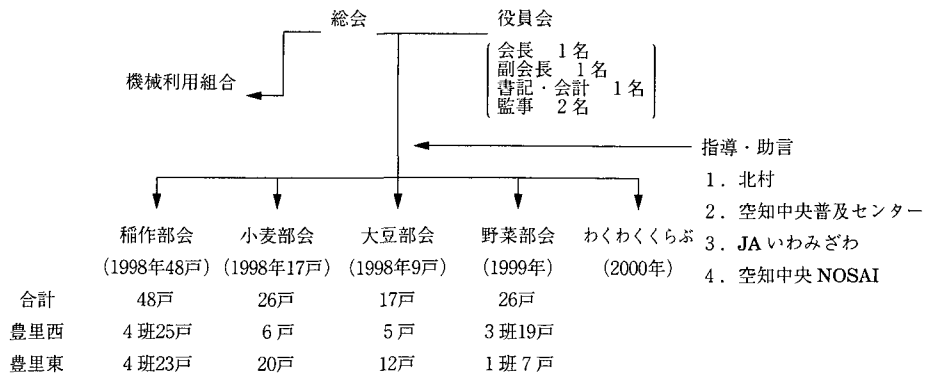 総会
役員会
会長 1名
副会長 1名
書記・会計 1名
監事 2名
機械利用組合
指導・助言
1. 北村
2. 空知中央普及センター
3. JAいわみざわ
4. 空知中央NOSAI
稲作部会 小麦部会 大豆部会 野菜部会 わくわくくらぶ
(1998年48戸) (1998年17戸) (1998年9戸) (1999年) (2000年)
合計 48戸 26戸 17戸 26戸
豊里西 4班25戸 6戸 5戸 3班19戸
豊里東 4班23戸 20戸 12戸 1班7戸